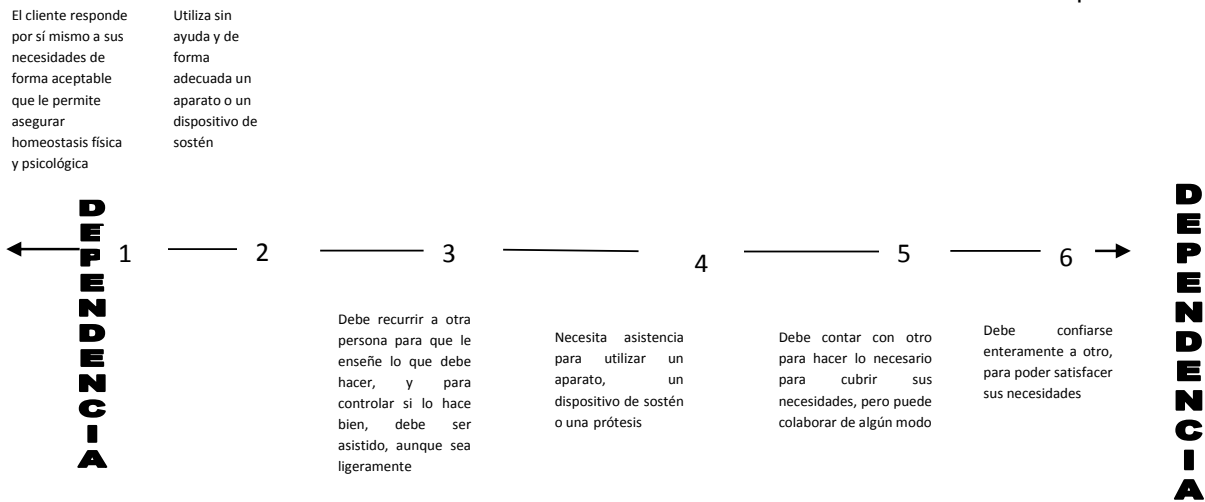 El cliente responde
por sí mismo a sus
necesidades de
forma aceptable
que le permite
asegurar
homeostasis física
y psicológica
Utiliza sin
ayuda y de
forma
adecuada un
aparato o un
dispositivo de
sostén
DEPENDENCIA
1
2
3
4
5
6
DEPENDENCIA
Debe recurrir a otra
persona para que le
enseñe lo que debe
hacer, y para
controlar si lo hace
bien, debe ser
asistido, aunque sea
ligeramente
Necesita asistencia
para utilizar un
aparato, un
dispositivo de sostén
o una prótesis
Debe contar con otro
para hacer lo necesario
para cubrir sus
necesidades, pero puede
colaborar de algún modo
Debe confiarse
enteramente a otro,
para poder satisfacer
sus necesidades